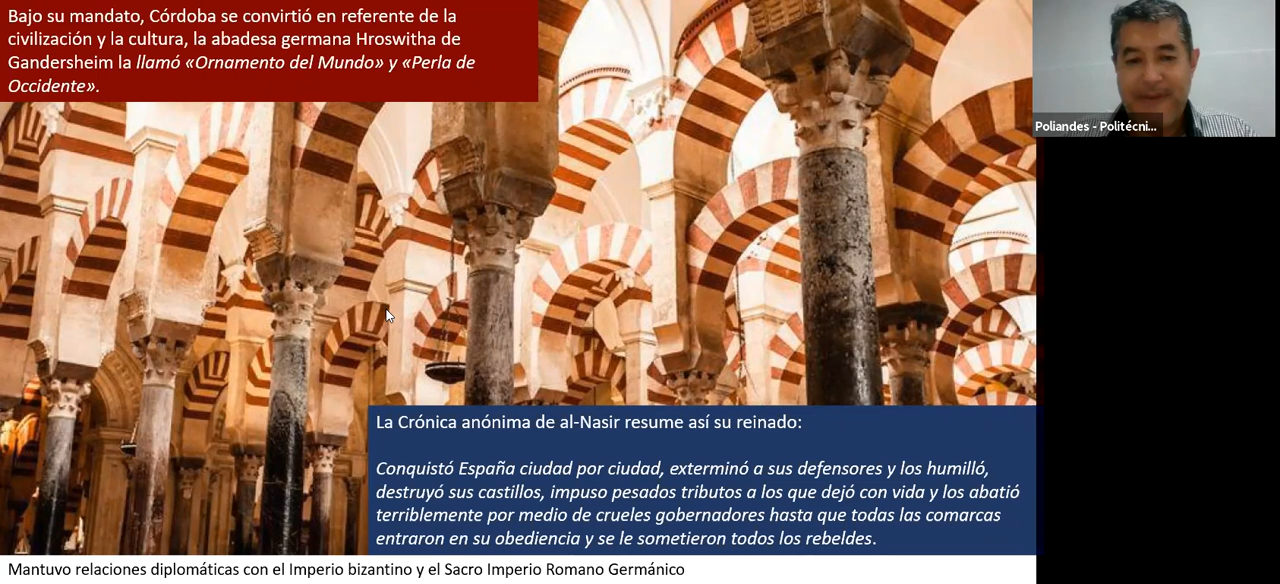 Bajo su mandato, Córdoba se convirtió en referente de la
civilización y la cultura, la abadesa germana Hroswitha de
Gandersheim la llamó «Ornamento del Mundo» y «Perla de
Occidente».
Poliandes - Politécni...
La Crónica anónima de al-Nasir resume así su reinado:
Conquistó España ciudad por ciudad, exterminó a sus defensores y los humilló,
destruyó sus castillos, impuso pesados tributos a los que dejó con vida y los abatió
terriblemente por medio de crueles gobernadores hasta que todas las comarcas
entraron en su obediencia y se le sometieron todos los rebeldes.
Mantuvo relaciones diplomáticas con el Imperio bizantino y el Sacro Imperio Romano Germánico